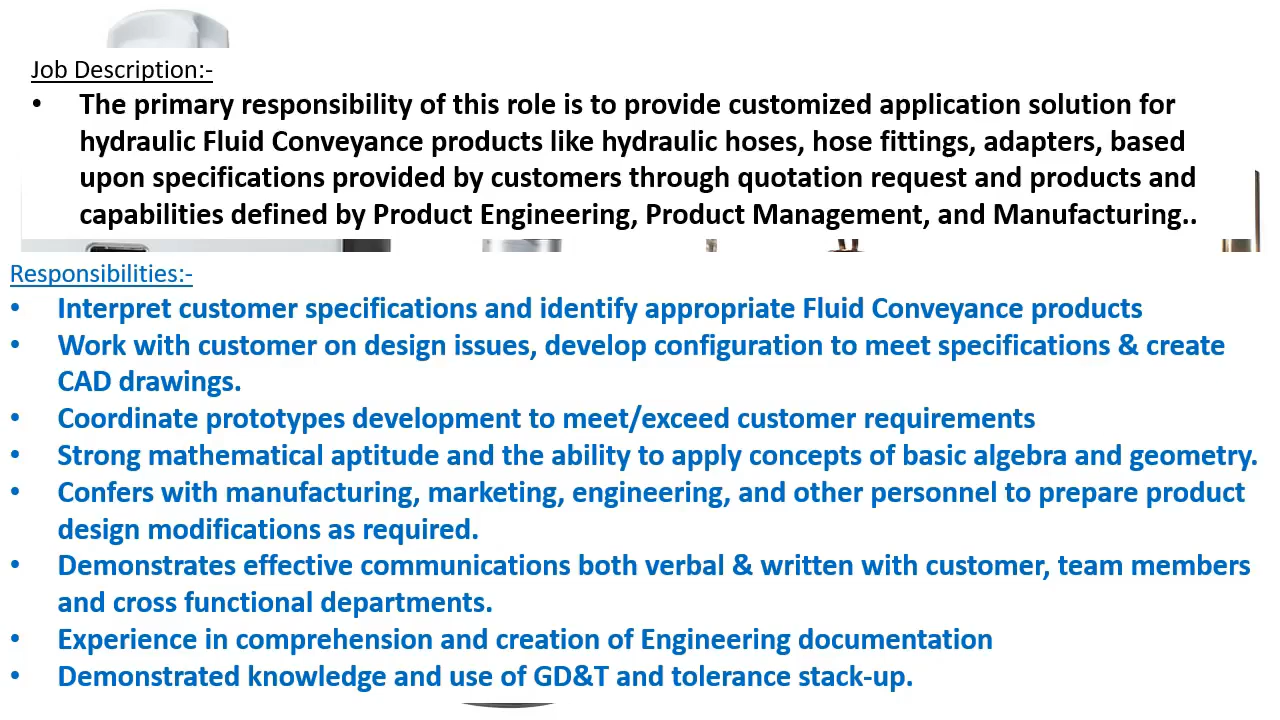 Job Description:-
• The primary responsibility of this role is to provide customized application solution for
hydraulic Fluid Conveyance products like hydraulic hoses, hose fittings, adapters, based
upon specifications provided by customers through quotation request and products and
capabilities defined by Product Engineering, Product Management, and Manufacturing..
Responsibilities:-
• Interpret customer specifications and identify appropriate Fluid Conveyance products
• Work with customer on design issues, develop configuration to meet specifications & create
CAD drawings.
• Coordinate prototypes development to meet/exceed customer requirements
• Strong mathematical aptitude and the ability to apply concepts of basic algebra and geometry.
• Confers with manufacturing, marketing, engineering, and other personnel to prepare product
design modifications as required.
• Demonstrates effective communications both verbal & written with customer, team members
and cross functional departments.
• Experience in comprehension and creation of Engineering documentation
• Demonstrated knowledge and use of GD&T and tolerance stack-up.